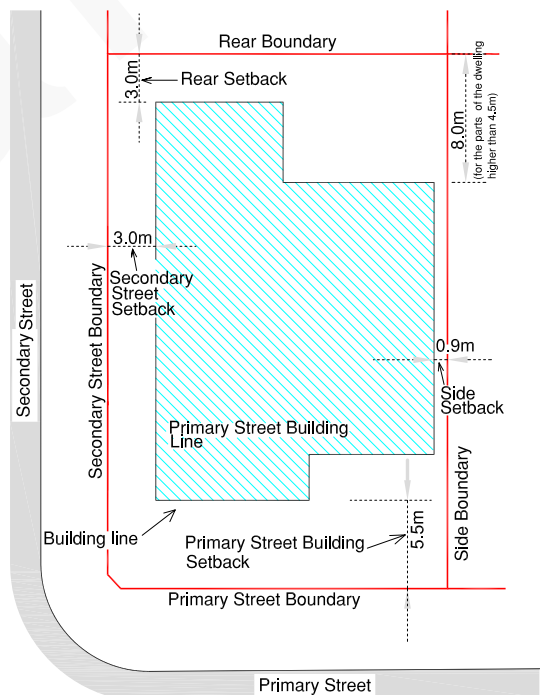 Rear Boundary
3.0m
Rear Setback
8.0m
(for the parts of the dwelling
higher than 4.5m)
3.0m
Secondary
Street
Setback
Secondary Street
Secondary Street Boundary
0.9m
Side
Setback
Primary Street Building
Line
Side Boundary
Building line
Primary Street Building
Setback
5.5m
Primary Street Boundary
Primary Street